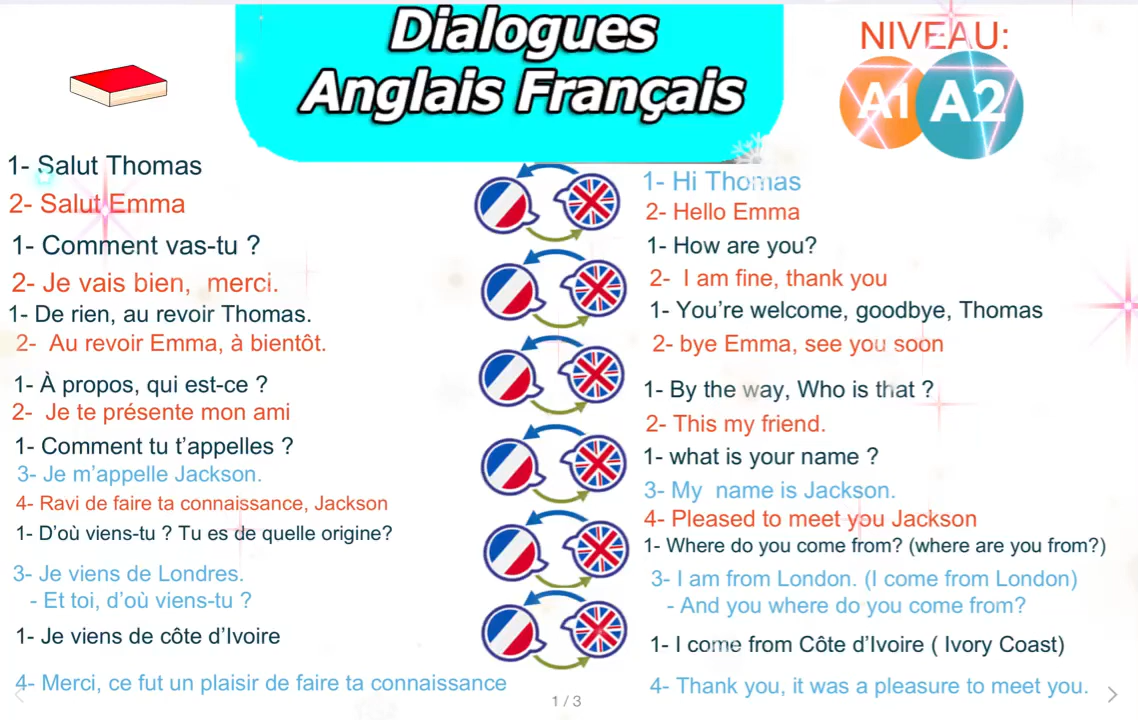 Dialogues
Anglais Français
NIVEAU:
A1 A2
1- Salut Thomas
2- Salut Emma
1- Comment vas-tu ?
2- Je vais bien, merci.
1- De rien, au revoir Thomas.
2- Au revoir Emma, à bientôt.
1- À propos, qui est-ce ?
2- Je te présente mon ami
1- Comment tu t'appelles ?
3- Je m'appelle Jackson.
4- Ravi de faire ta connaissance, Jackson
1- D'où viens-tu ? Tu es de quelle origine?
3- Je viens de Londres.
- Et toi, d'où viens-tu ?
1- Je viens de côte d'Ivoire
4- Merci, ce fut un plaisir de faire ta connaissance
1- Hi Thomas
2- Hello Emma
1- How are you?
2- I am fine, thank you
1- You're welcome, goodbye, Thomas
2- bye Emma, see you soon
1- By the way, Who is that ?
2- This my friend.
1- what is your name ?
3- My name is Jackson.
4- Pleased to meet you Jackson
1- Where do you come from? (where are you from?)
3- I am from London. (I come from London)
- And you where do you come from?
1- I come from Côte d'Ivoire ( Ivory Coast)
4- Thank you, it was a pleasure to meet you.
1 / 3